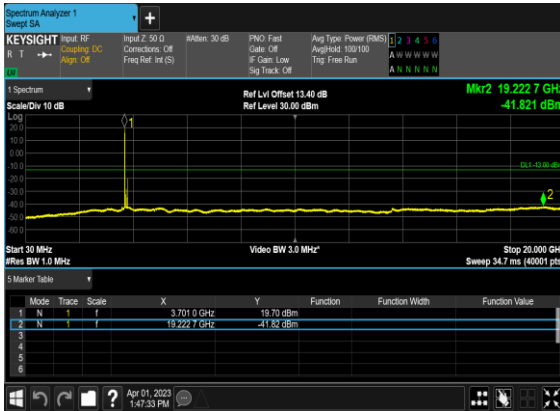 Spectrum Analyzer 1
Swept SA
+
KEYSIGHT Input: RF Input Z: 50 Ω #Atten: 30 dB PNO: Fast Avg Type: Power (RMS) 1 2 3 4 5 6
R T Coupling: DC Corrections: Off Gate: Off Avg|Hold: 100/100 A W W W W W
Align: Off Freq Ref: Int (S) IF Gain: Low Trig: Free Run
Sig Track: Off A N N N N N
1 Spectrum Ref Lvl Offset 13.40 dB Mkr2 19.222 7 GHz
Scale/Div 10 dB Ref Level 30.00 dBm -41.821 dBm
Log
1
20.0
10.0
0.00
-10.0 DL1 -13.00 dBm
-20.0
-30.0
-40.0 2
-50.0
-60.0
Start 30 MHz Video BW 3.0 MHz* Stop 20.000 GHz
#Res BW 1.0 MHz Sweep 34.7 ms (40001 pts)
5 Marker Table
Mode Trace Scale X Y Function Function Width Function Value
1 N 1 f 3.701 0 GHz 19.70 dBm
2 N 1 f 19.222 7 GHz -41.82 dBm
3
4
5
6
? Apr 01, 2023
1:47:33 PM